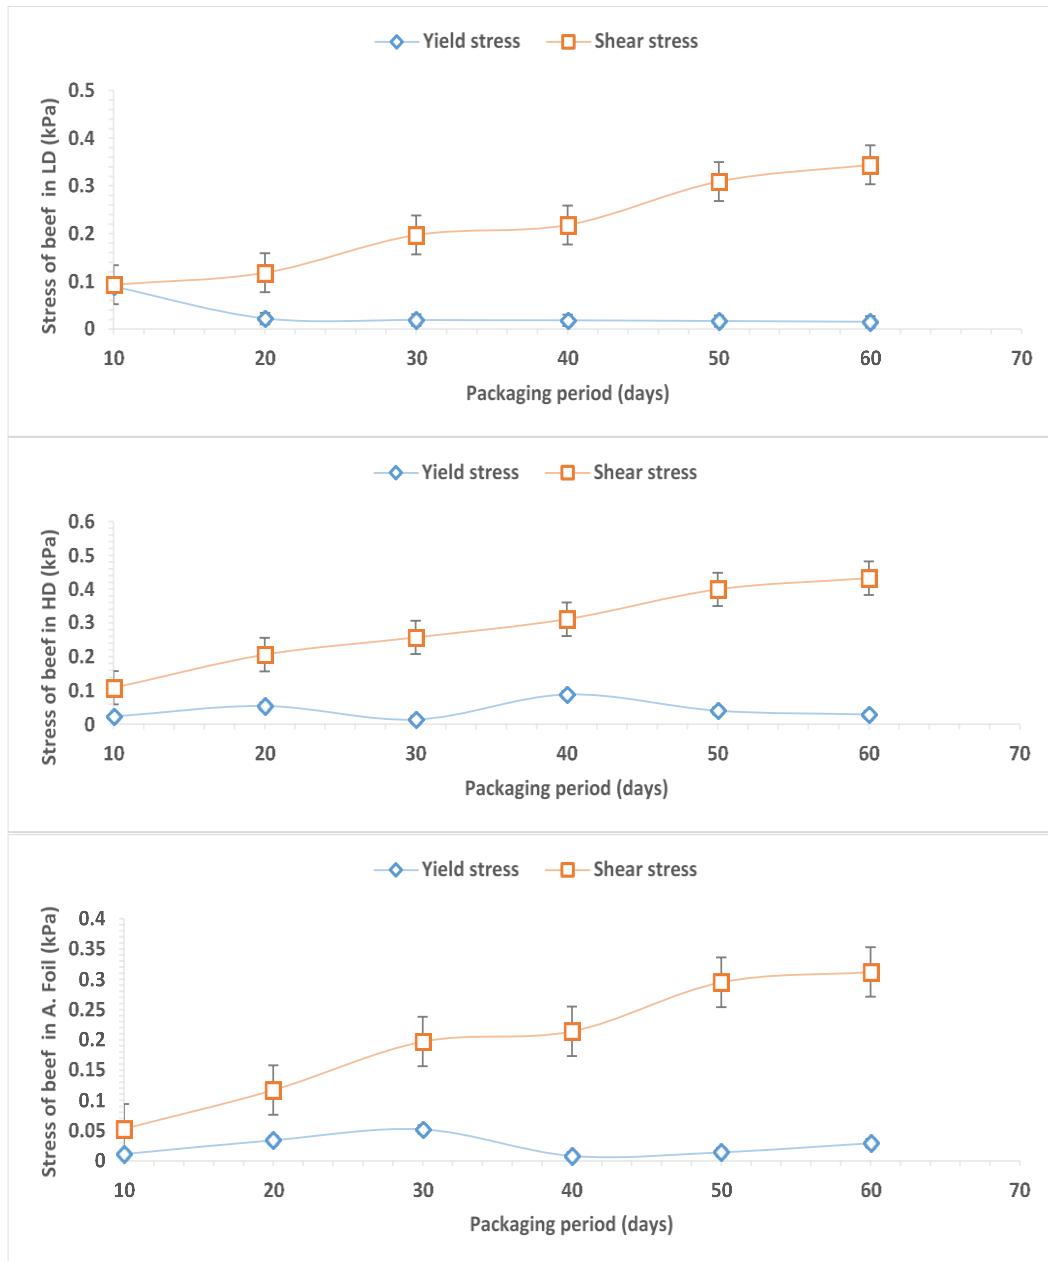 Yield stress Shear stress
Stress of beef in LD (kPa)
0.5
0.4
0.3
0.2
0.1
0
10 20 30 40 50 60 70
Packaging period (days)
Yield stress Shear stress
Stress of beef in HD (kPa)
0.6
0.5
0.4
0.3
0.2
0.1
0
10 20 30 40 50 60 70
Packaging period (days)
Yield stress Shear stress
Stress of beef in A. Foil (kPa)
0.4
0.35
0.3
0.25
0.2
0.15
0.1
0.05
0
10 20 30 40 50 60 70
Packaging period (days)